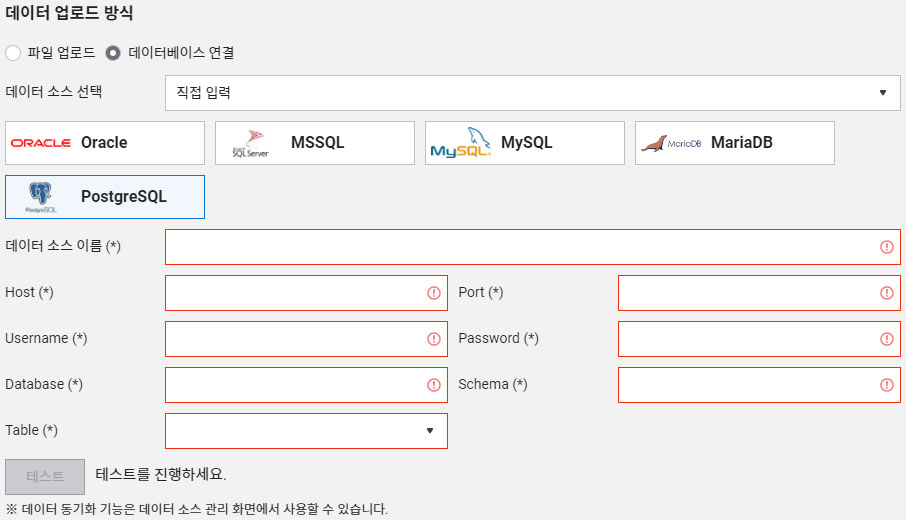 데이터 업로드 방식
파일 업로드 데이터베이스 연결
데이터 소스 선택 직접 입력
ORACLE Oracle SQL Server MSSQL MySQL MySQL MariaDB MariaDB
PostgreSQL PostgreSQL
데이터 소스 이름 (*)
Host (*) Port (*)
Username (*) Password (*)
Database (*) Schema (*)
Table (*)
테스트 테스트를 진행하세요.
※ 데이터 동기화 기능은 데이터 소스 관리 화면에서 사용할 수 있습니다.